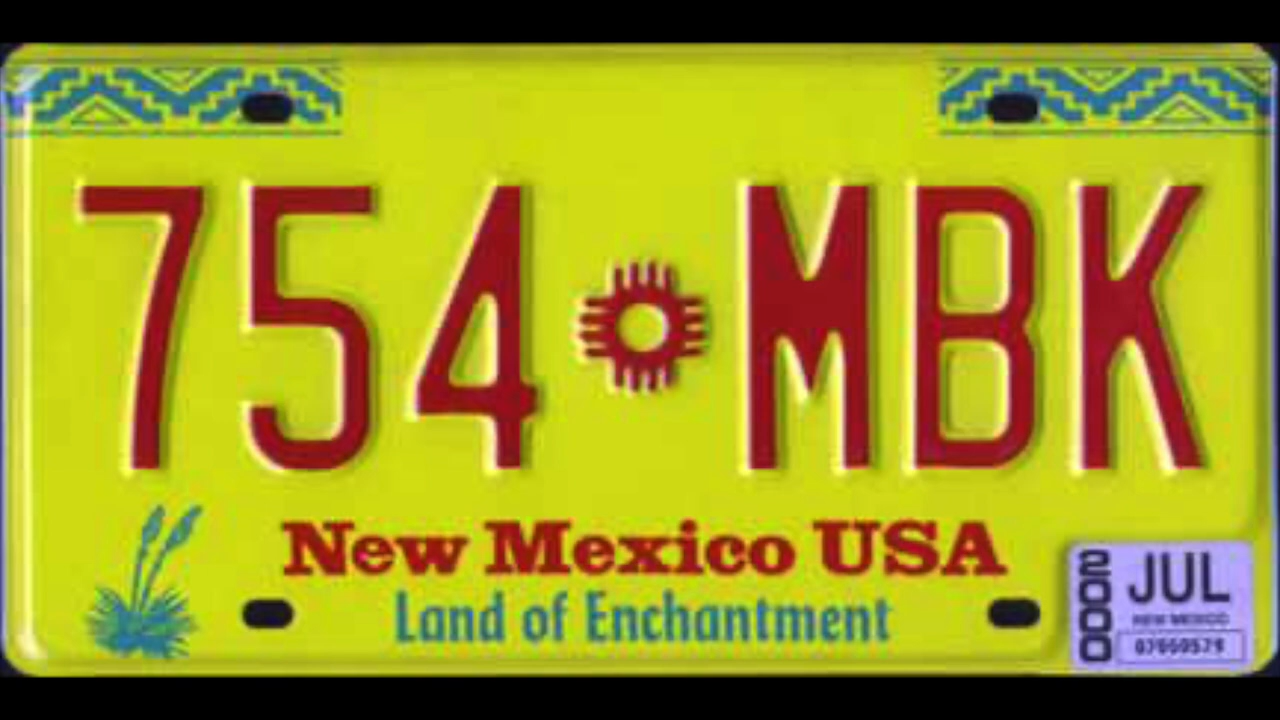 754 MBK
New Mexico USA
Land of Enchantment
2000
JUL
NEW MEXICO